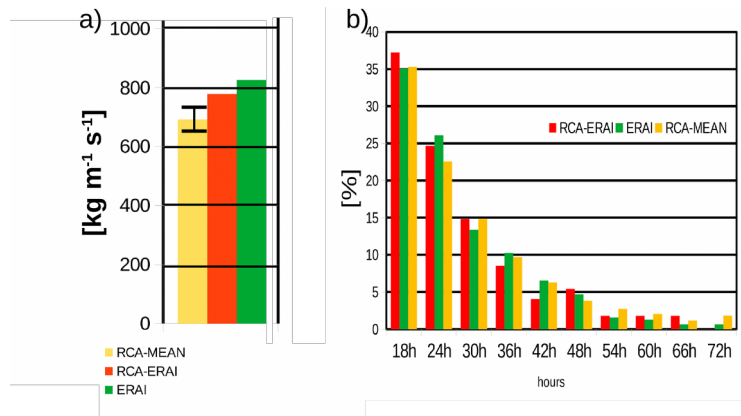 a)
[kg m-1 s-1]
1000
800
600
400
200
0
RCA-MEAN
RCA-ERAI
ERAI
b)
[%]
40
35
30
25
20
15
10
5
0
RCA-ERAI ERAI RCA-MEAN
18h 24h 30h 36h 42h 48h 54h 60h 66h 72h
hours